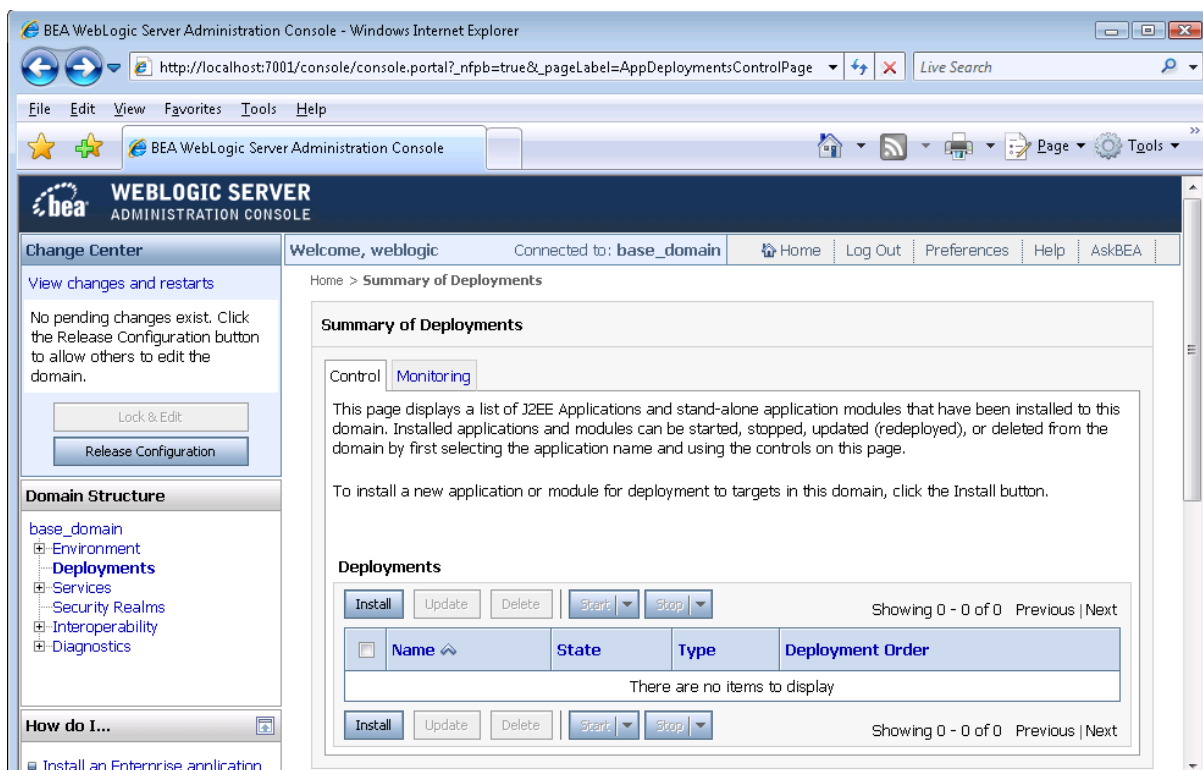 BEA WebLogic Server Administration Console - Windows Internet Explorer
http://localhost:7001/console/console.portal?_nfpb=true&_pageLabel=AppDeploymentsControlPage
Live Search
File Edit View Favorites Tools Help
BEA WebLogic Server Administration Console
Page Tools
bea
WEBLOGIC SERVER
ADMINISTRATION CONSOLE
Change Center
View changes and restarts
No pending changes exist. Click
the Release Configuration button
to allow others to edit the
domain.
Lock & Edit
Release Configuration
Domain Structure
base_domain
Environment
Deployments
Services
Security Realms
Interoperability
Diagnostics
How do I...
Install an Enterprise application
Welcome, weblogic Connected to: base_domain Home Log Out Preferences Help AskBEA
Home > Summary of Deployments
Summary of Deployments
Control Monitoring
This page displays a list of J2EE Applications and stand-alone application modules that have been installed to this
domain. Installed applications and modules can be started, stopped, updated (redeployed), or deleted from the
domain by first selecting the application name and using the controls on this page.
To install a new application or module for deployment to targets in this domain, click the Install button.
Deployments
Install Update Delete Start Stop Showing 0 - 0 of 0 Previous | Next
Name State Type Deployment Order
There are no items to display
Install Update Delete Start Stop Showing 0 - 0 of 0 Previous | Next